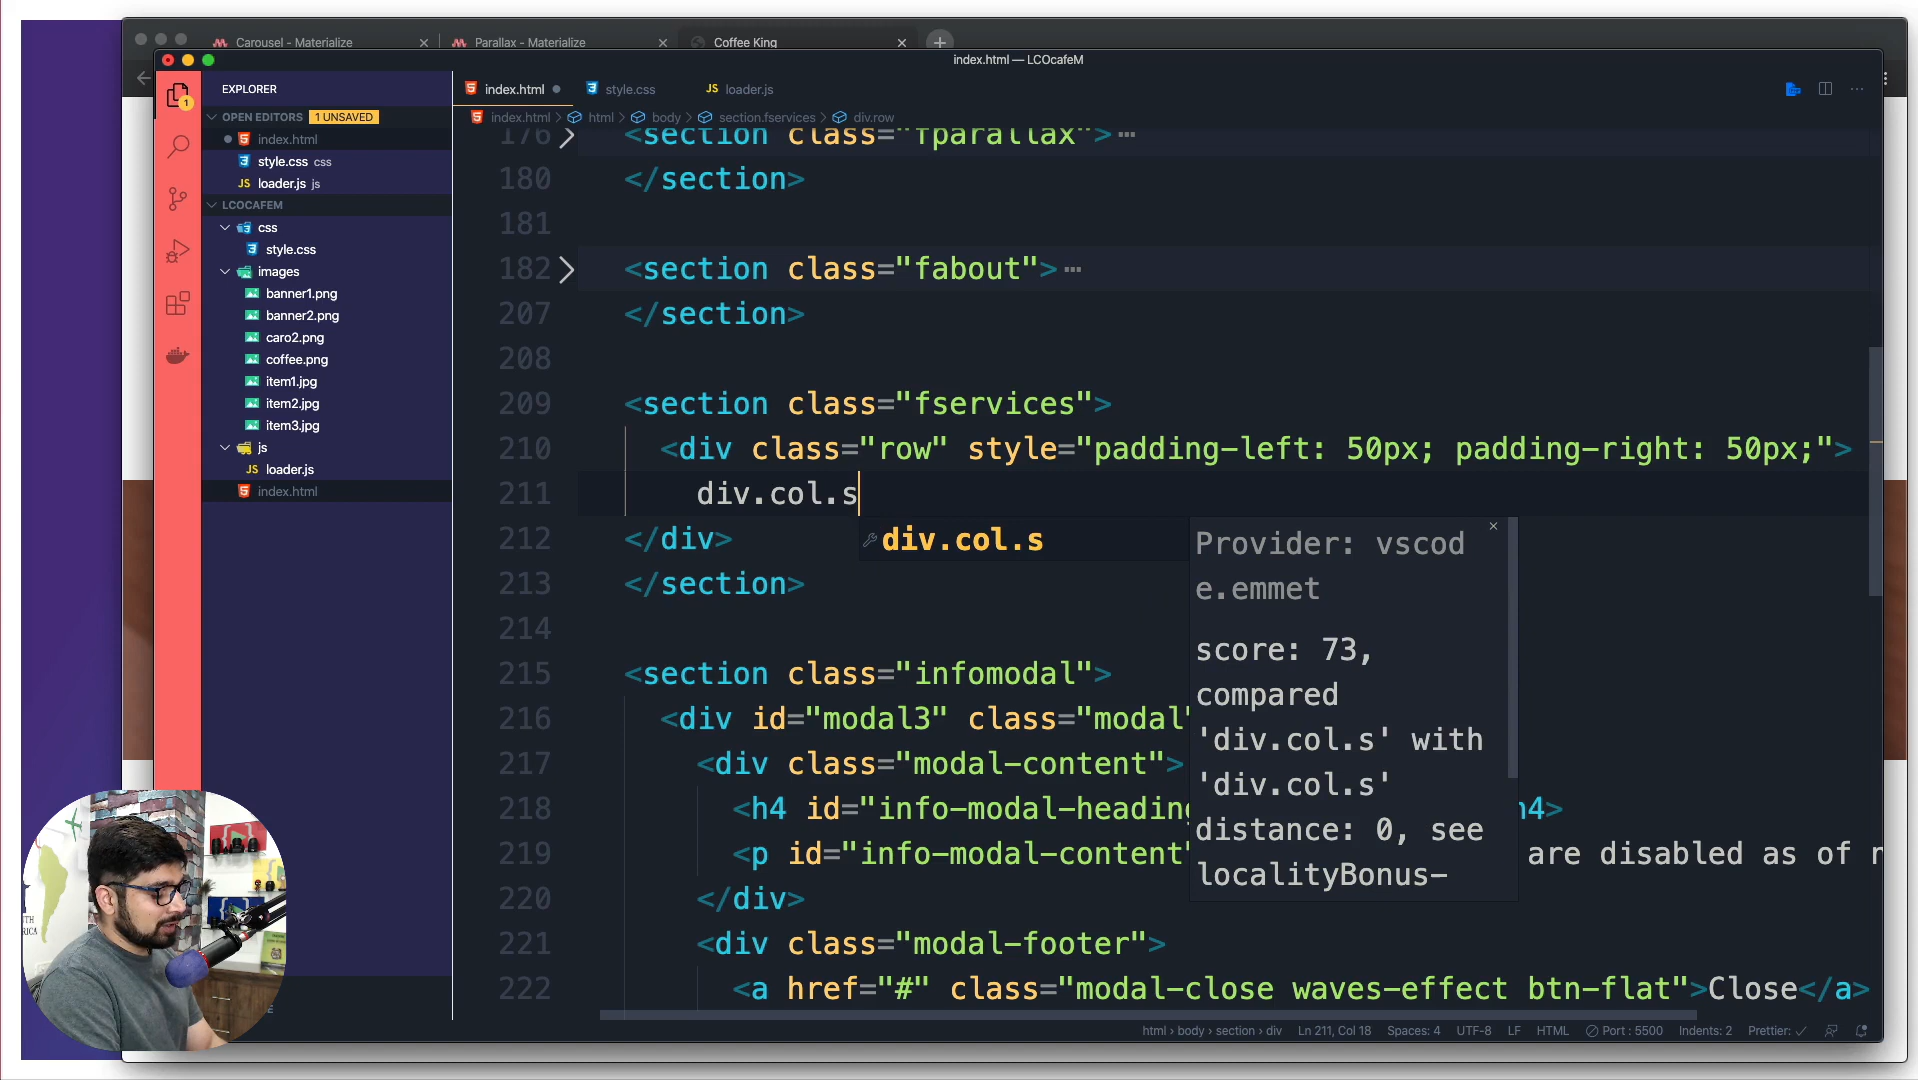 Carousel - Materialize
Parallax - Materialize
Coffee King
index.html — LCOcafeM
EXPLORER
OPEN EDITORS 1 UNSAVED
index.html
style.css css
JS loader.js js
LCOCAFEM
css
style.css
images
banner1.png
banner2.png
caro2.png
coffee.png
item1.jpg
item2.jpg
item3.jpg
js
JS loader.js
index.html
1
index.html
style.css
JS loader.js
index.html > html > body > section.fservices > div.row
176 <section class="fparallax">
180 </section>
181
182 <section class="fabout">
207 </section>
208
209 <section class="fservices">
210 <div class="row" style="padding-left: 50px; padding-right: 50px;">
211 div.col.s
212 </div>
213 </section>
214
215 <section class="infomodal">
216 <div id="modal3" class="modal"
217 <div class="modal-content">
218 <h4 id="info-modal-heading h4>
219 <p id="info-modal-content" are disabled as of
220 </div>
221 <div class="modal-footer">
222 <a href="#" class="modal-close waves-effect btn-flat">Close</a>
div.col.s
Provider: vscod
e.emmet
score: 73,
compared
'div.col.s' with
'div.col.s'
distance: 0, see
localityBonus-
html › body › section › div
Ln 211, Col 18
Spaces: 4
UTF-8
LF
HTML
Port : 5500
Indents: 2
Prettier: ✓